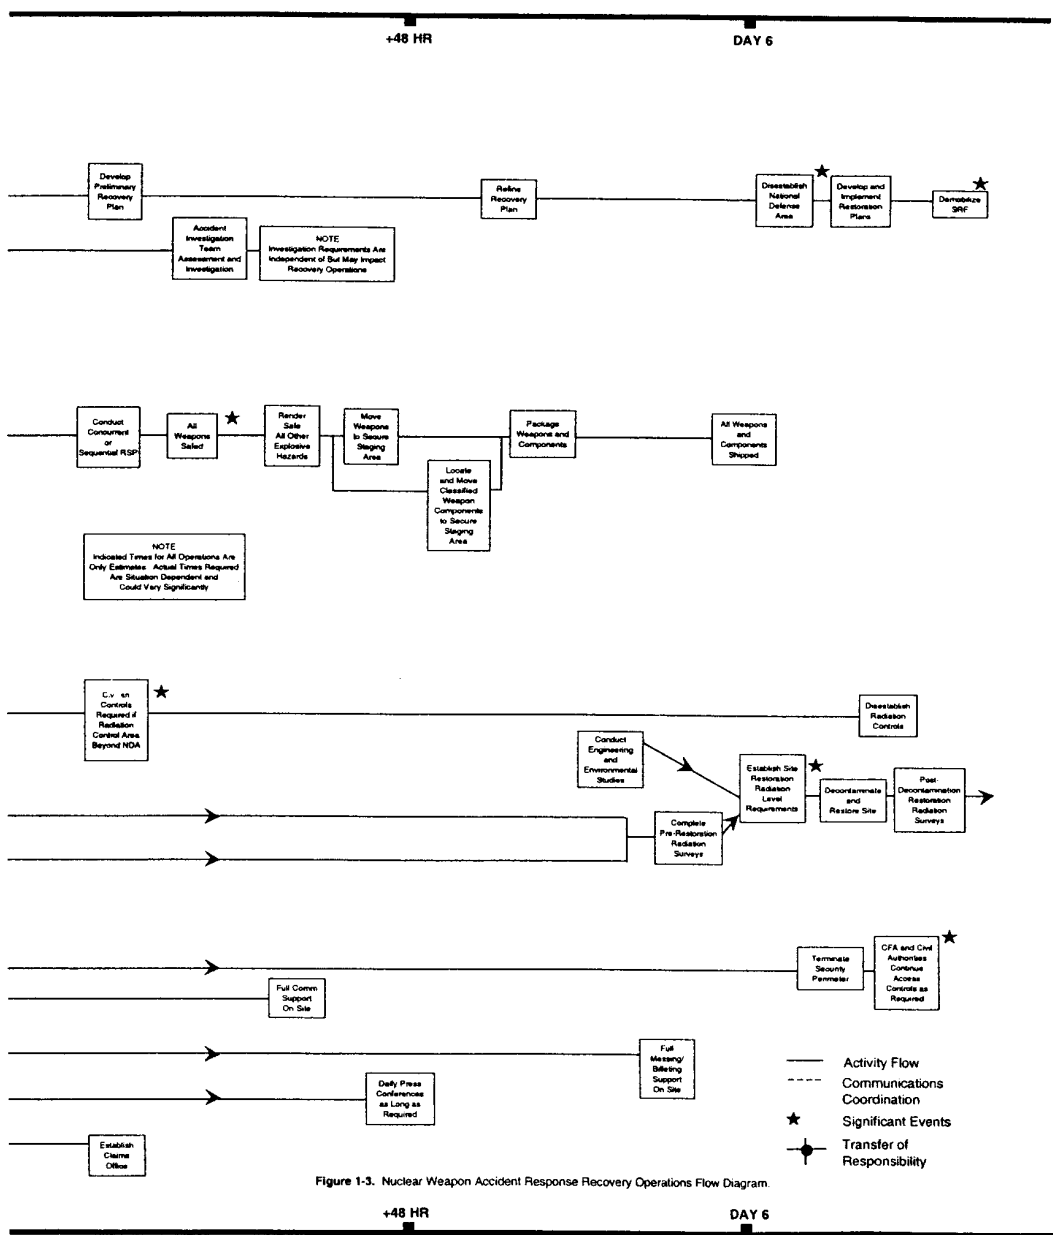 +48 HR
DAY 6
Develop
Preliminary
Recovery
Plan
Refine
Recovery
Plan
Disestablish
National
Defense
Area
Develop and
Implement
Restoration
Plans
Demobilize
SRF
Accident
Investigation
Team
Assessment and
Investigation
NOTE
Investigation Requirements Are
Independent of But May Impact
Recovery Operations
Conduct
Concurrent
or
Sequential RSP
All
Weapons
Safed
Render
Safe
All Other
Explosive
Hazards
Move
Weapons
to Secure
Staging
Area
Locate
and Move
Classified
Weapon
Components
to Secure
Staging
Area
Package
Weapons and
Components
All Weapons
and
Components
Shipped
NOTE
Indicated Times for All Operations Are
Only Estimates Actual Times Required
Are Situation Dependent and
Could Vary Significantly
Controls
Required if
Radiation
Control Area
Beyond NDA
Disestablish
Radiation
Controls
Conduct
Engineering
and
Environmental
Studies
Establish Site
Restoration
Radiation
Level
Requirements
Decontaminate
and
Restore Site
Post-
Decontamination
Restoration
Radiation
Surveys
Complete
Pre-Restoration
Radiation
Surveys
Terminate
Security
Perimeter
CFA and Civil
Authorities
Continue
Access
Controls as
Required
Full Comm
Support
On Site
Full
Messing/
Billeting
Support
On Site
Daily Press
Conferences
as Long as
Required
Establish
Claims
Office
Activity Flow
Communications
Coordination
Significant Events
Transfer of
Responsibility
Figure 1-3. Nuclear Weapon Accident Response Recovery Operations Flow Diagram.
+48 HR
DAY 6